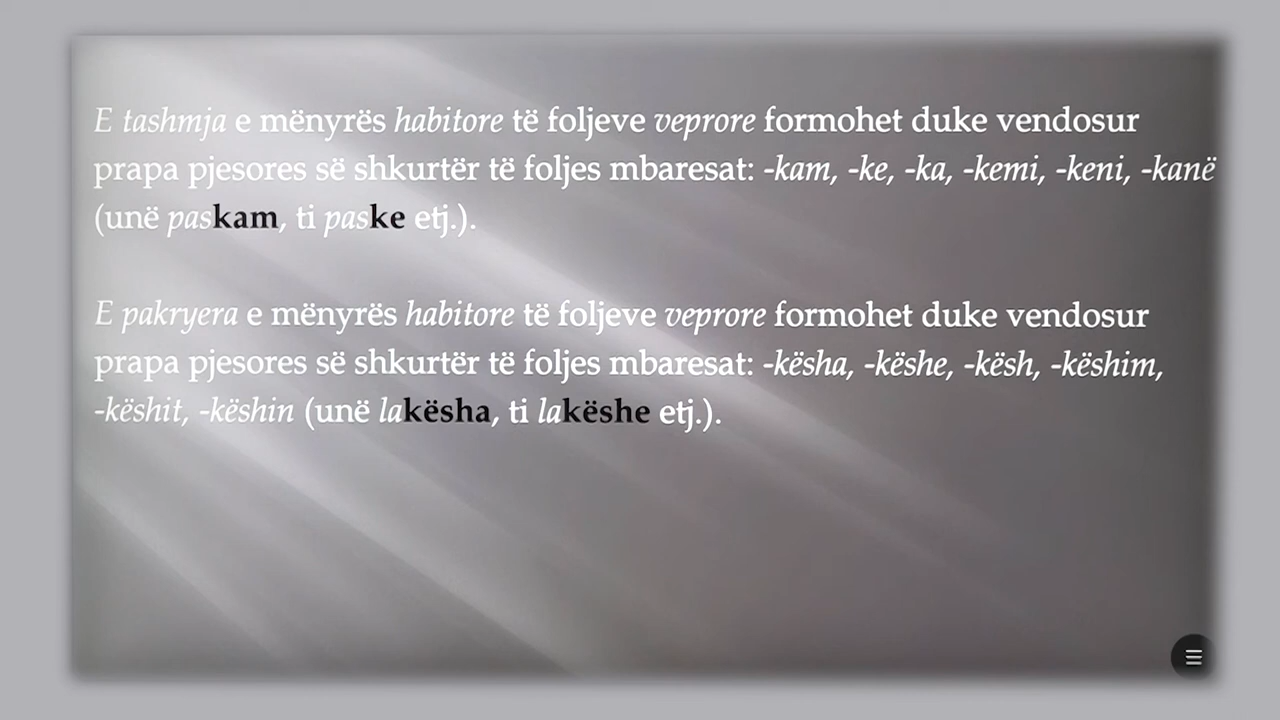 E tashmja e mënyrës habitore të foljeve veprore formohet duke vendosur
prapa pjesores së shkurtër të foljes mbaresat: -kam, -ke, -ka, -kemi, -keni, -kanë
(unë paskam, ti paske etj.).
E pakryera e mënyrës habitore të foljeve veprore formohet duke vendosur
prapa pjesores së shkurtër të foljes mbaresat: -kësha, -këshe, -kësh, -këshim,
-këshit, -këshin (unë lakësha, ti lakëshe etj.).